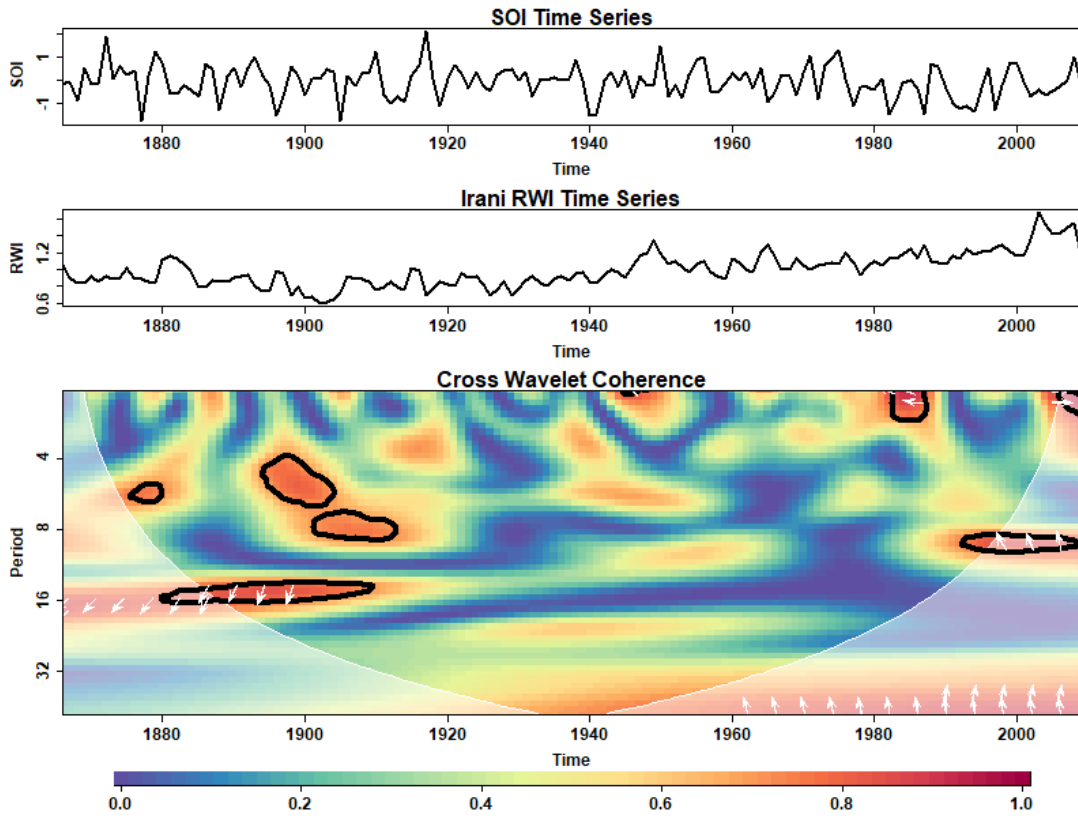 SOI Time Series
SOI
1
-1
1880 1900 1920 1940 1960 1980 2000
Time
Irani RWI Time Series
RWI
1.2
0.6
1880 1900 1920 1940 1960 1980 2000
Time
Cross Wavelet Coherence
Period
4
8
16
32
1880 1900 1920 1940 1960 1980 2000
Time
0.0 0.2 0.4 0.6 0.8 1.0